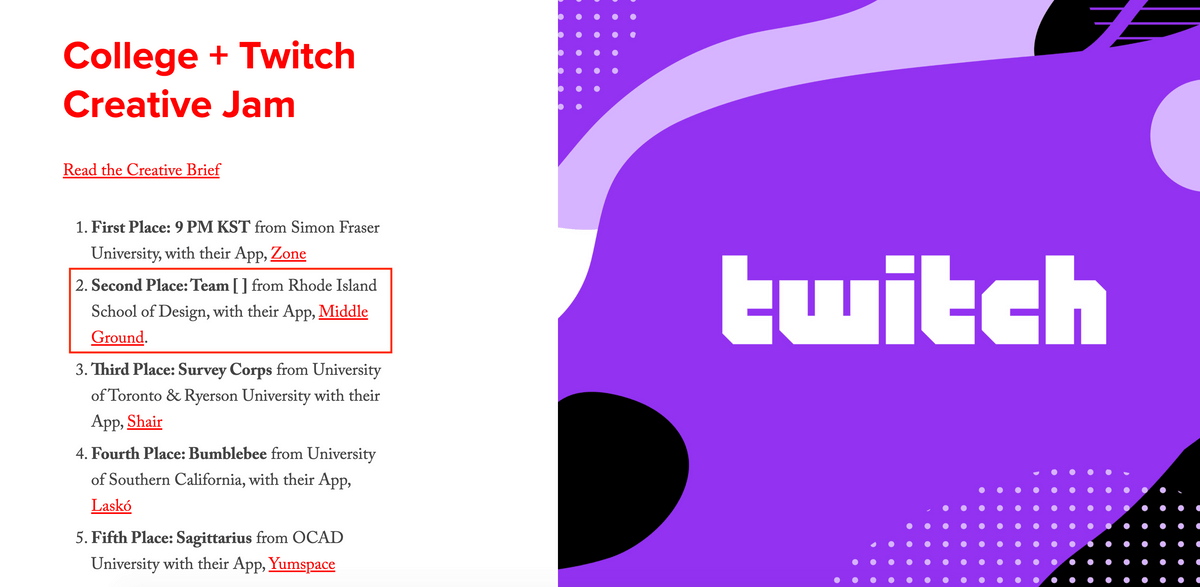 College + Twitch
Creative Jam
Read the Creative Brief
1. First Place: 9 PM KST from Simon Fraser
University, with their App, Zone
2. Second Place: Team [ ] from Rhode Island
School of Design, with their App, Middle
Ground.
3. Third Place: Survey Corps from University
of Toronto & Ryerson University with their
App, Shair
4. Fourth Place: Bumblebee from University
of Southern California, with their App,
Laskó
5. Fifth Place: Sagittarius from OCAD
University with their App, Yumspace
twitch